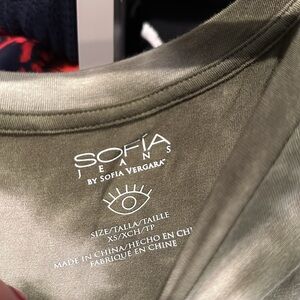 SOFÍA
JEANS
BY SOFIA VERGARA®
SIZE/TALLA/TAILLE
XS/XCH/TP
MADE IN CHINA/HECHO EN CHI
FABRIQUÉ EN CHINE